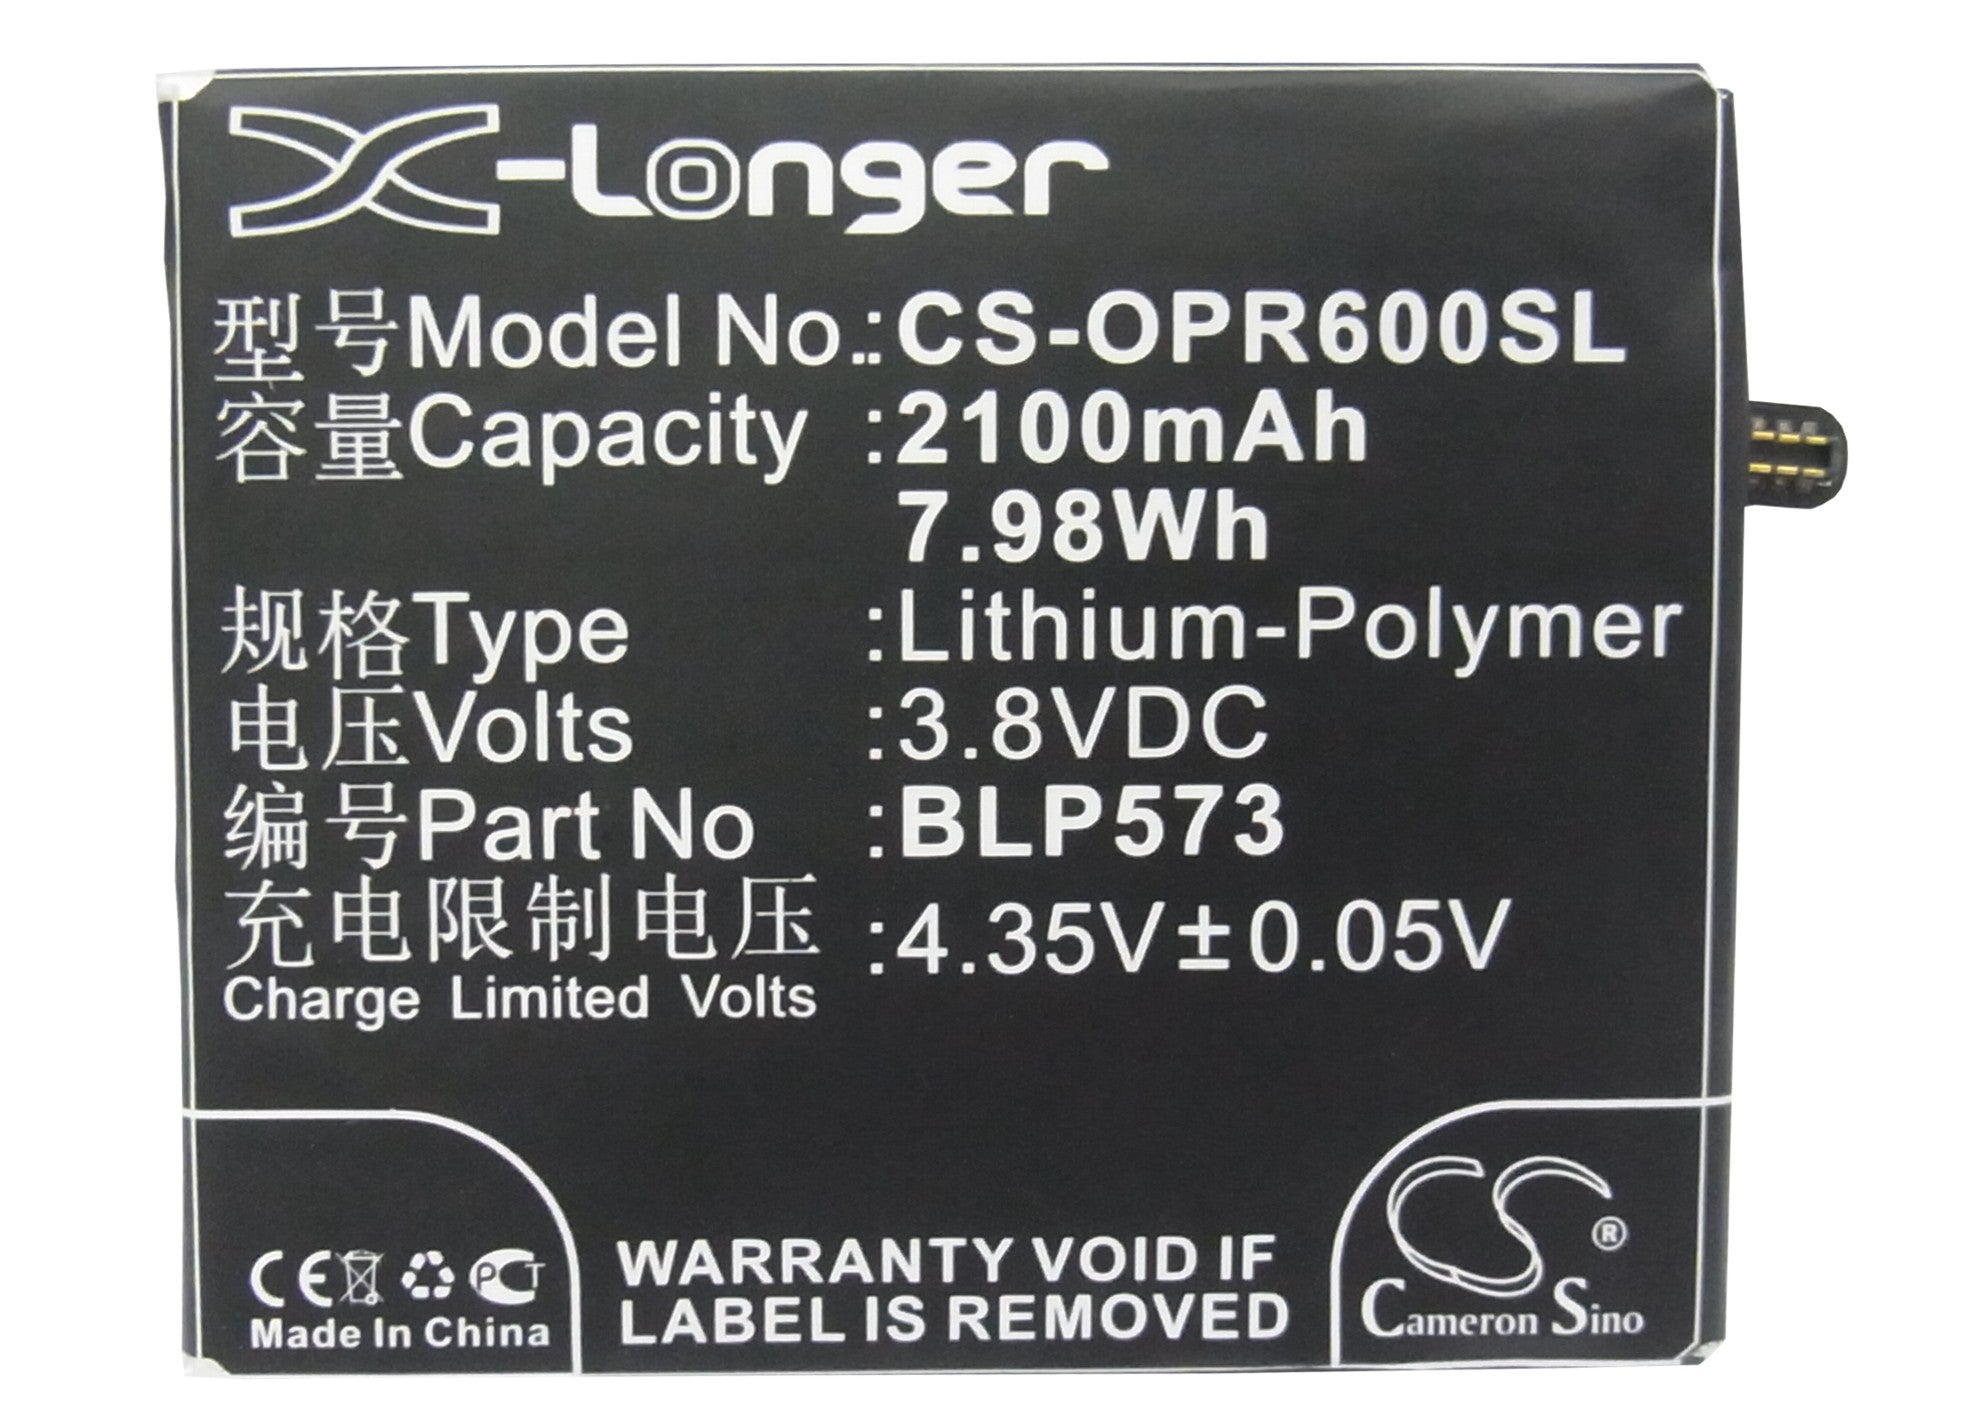 X-Longer
型号Model No.:CS-OPR600SL
容量Capacity :2100mAh
7.98Wh
规格Type :Lithium-Polymer
电压Volts :3.8VDC
编号Part No :BLP573
充电限制电压 :4.35V±0.05V
Charge Limited Volts
CE PCT
Made In China
WARRANTY VOID IF
LABEL IS REMOVED
CS®
Cameron Sino